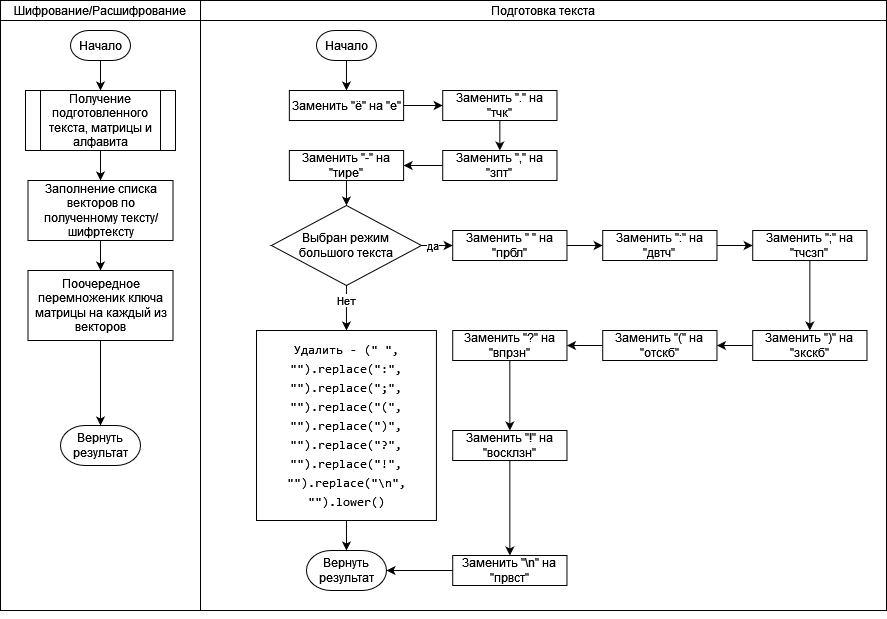 Шифрование/Расшифрование
Начало
Получение
подготовленного
текста, матрицы и
алфавита
Заполнение списка
векторов по
полученному тексту/
шифртексту
Поочередное
перемноженик ключа
матрицы на каждый из
векторов
Вернуть
результат
Подготовка текста
Начало
Заменить "ё" на "е"
Заменить "." на
"тчк"
Заменить "," на
"зпт"
Заменить "-" на
"тире"
Выбран режим
большого текста
да
Нет
Заменить " " на
"прбл"
Заменить ":" на
"двтч"
Заменить ";" на
"тчсзп"
Заменить ")" на
"зкскб"
Заменить "(" на
"отскб"
Заменить "?" на
"впрзн"
Заменить "!" на
"восклзн"
Заменить "\n" на
"првст"
Удалить - (" ",
"").replace(":",
"").replace(";",
"").replace("(",
"").replace(")",
"").replace("?",
"").replace("!",
"").replace("\n",
"").lower()
Вернуть
результат